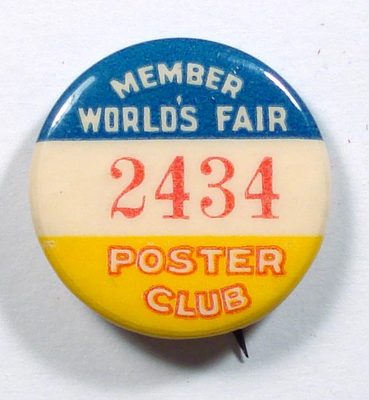 MEMBER
WORLD'S FAIR
2434
POSTER
CLUB